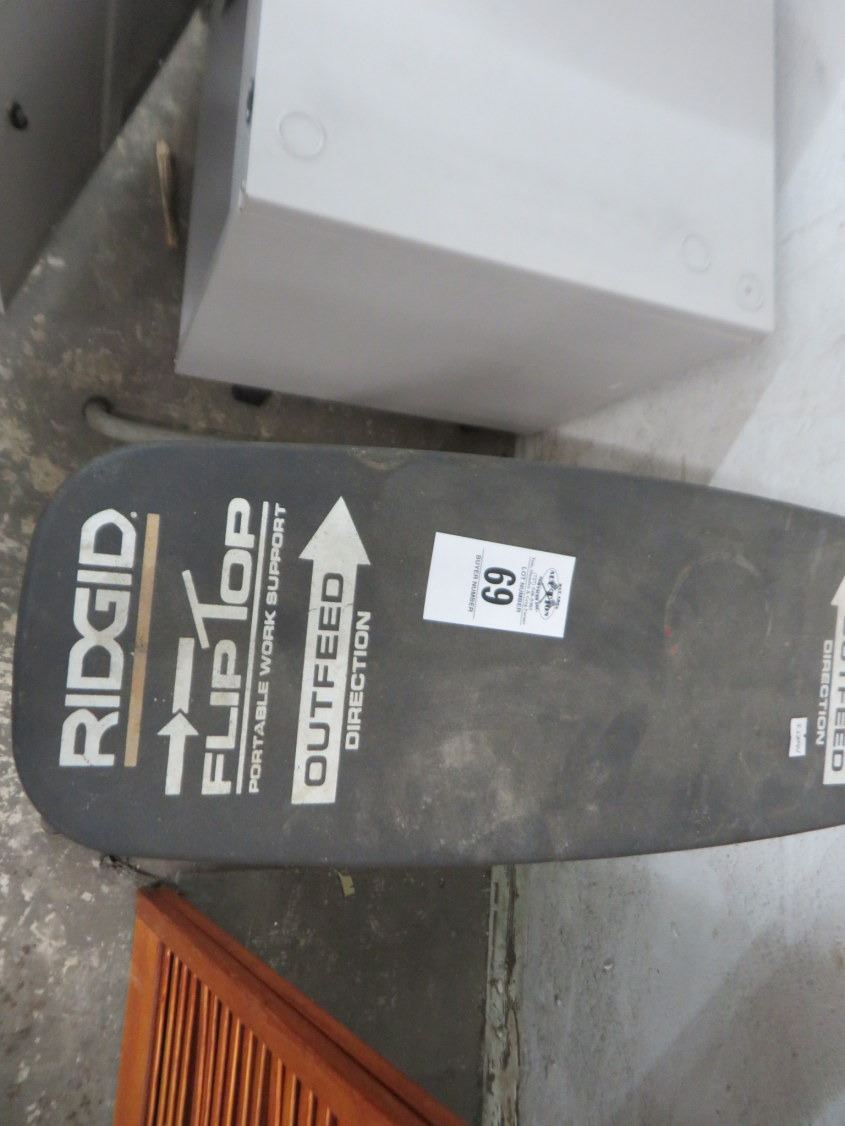 RIDGID
FLIP TOP
PORTABLE WORK SUPPORT
OUTFEED
DIRECTION
LOT NUMBER
69
BUYER NUMBER
OUTFEED
DIRECTION